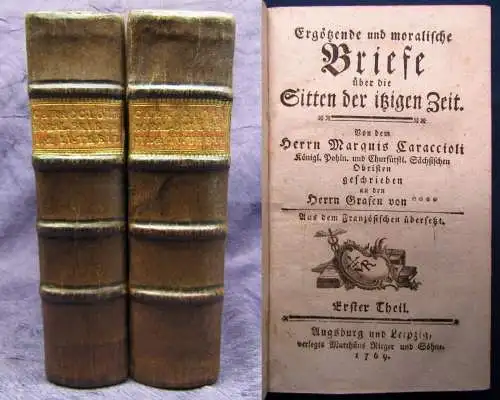 Caraccioli
Ergötzende und moralische
Briefe
über die
Sitten der itzigen Zeit.
Von dem
Herrn Marquis Caraccioli
Königl. Pohln. und Churfürstl. Sächsischen
Obristen
geschrieben
an den
Herrn Grafen von ****
Aus dem Französischen übersetzt.
Erster Theil.
Augsburg und Leipzig,
verlegts Matthäus Rieger und Söhne.
1769.